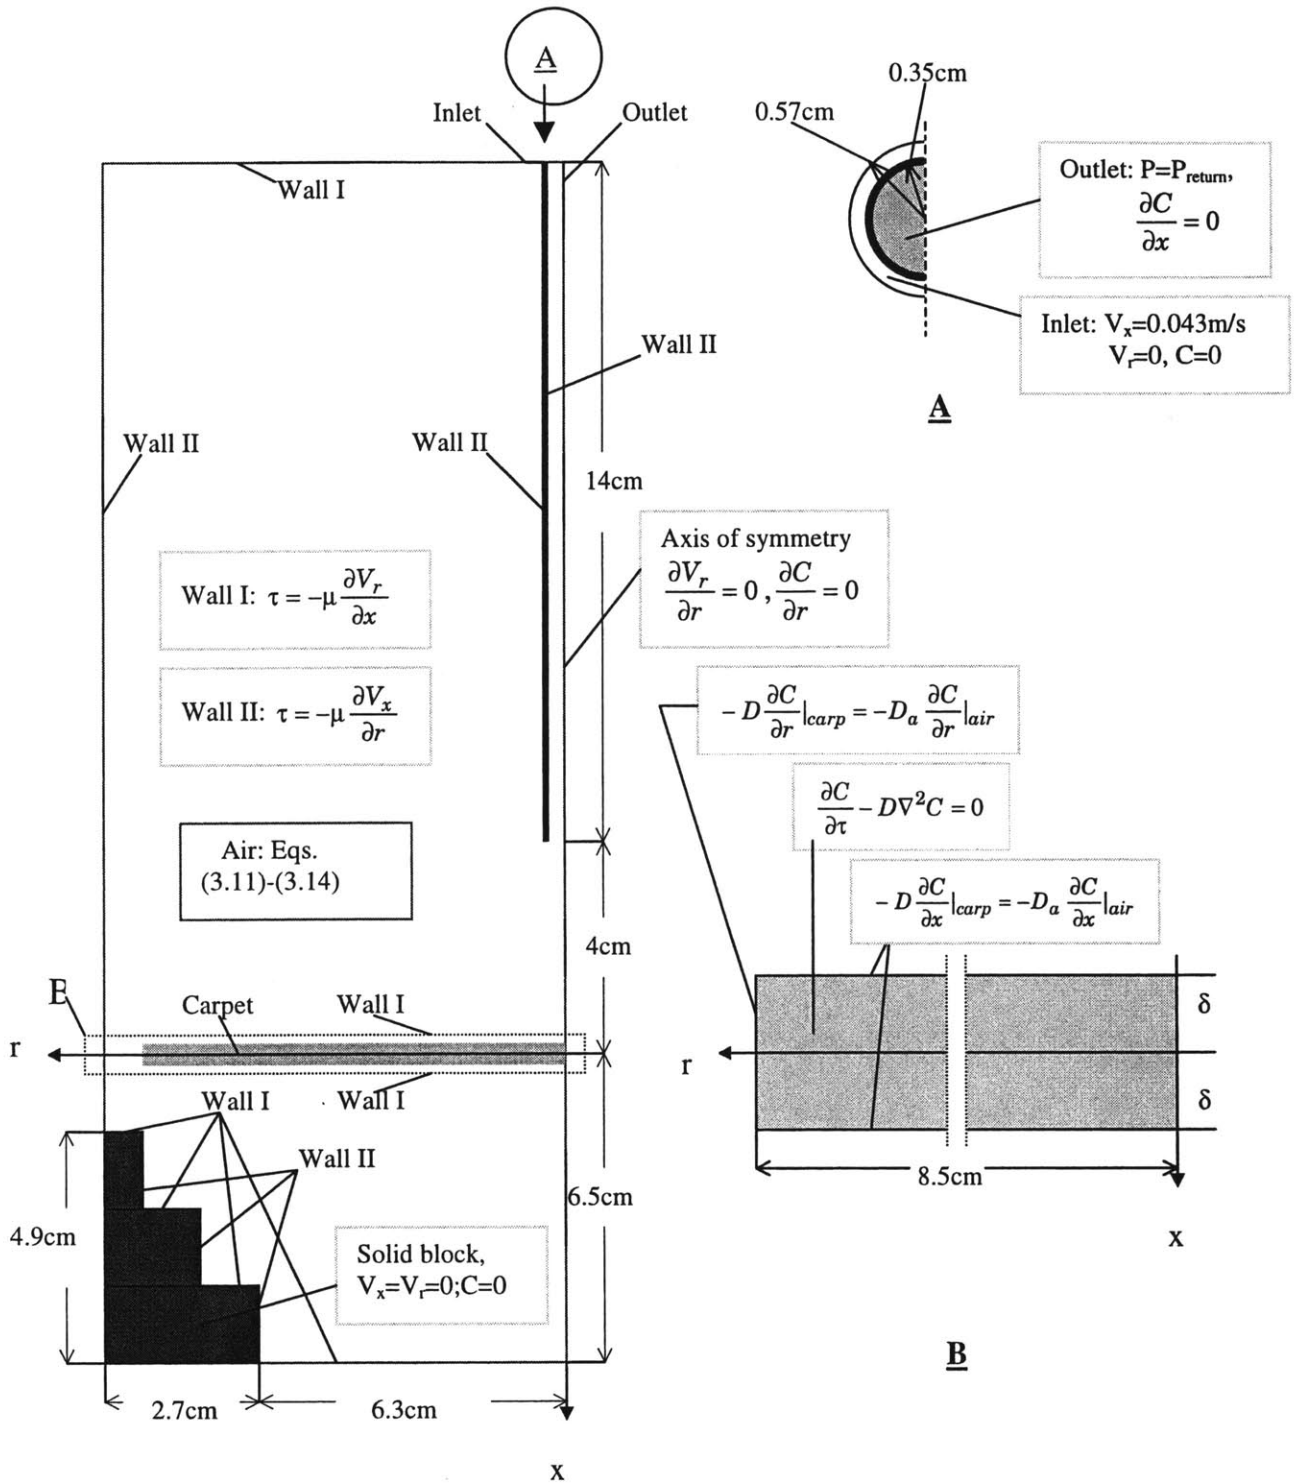 A
Inlet
Outlet
Wall I
0.35cm
0.57cm
Outlet: P=P_return,
∂C/∂x = 0
Inlet: V_x=0.043m/s
V_r=0, C=0
A
Wall II
Wall II
Wall II
14cm
Axis of symmetry
∂V_r/∂r = 0 , ∂C/∂r = 0
Wall I: τ = −μ ∂V_r/∂x
Wall II: τ = −μ ∂V_x/∂r
- D ∂C/∂r |carp = −D_a ∂C/∂r |air
∂C/∂τ − D∇²C = 0
- D ∂C/∂x |carp = −D_a ∂C/∂x |air
Air: Eqs.
(3.11)-(3.14)
4cm
Carpet
Wall I
r
Wall I
Wall I
Wall II
δ
r
δ
8.5cm
x
4.9cm
6.5cm
Solid block,
V_x=V_r=0;C=0
2.7cm
6.3cm
x
B